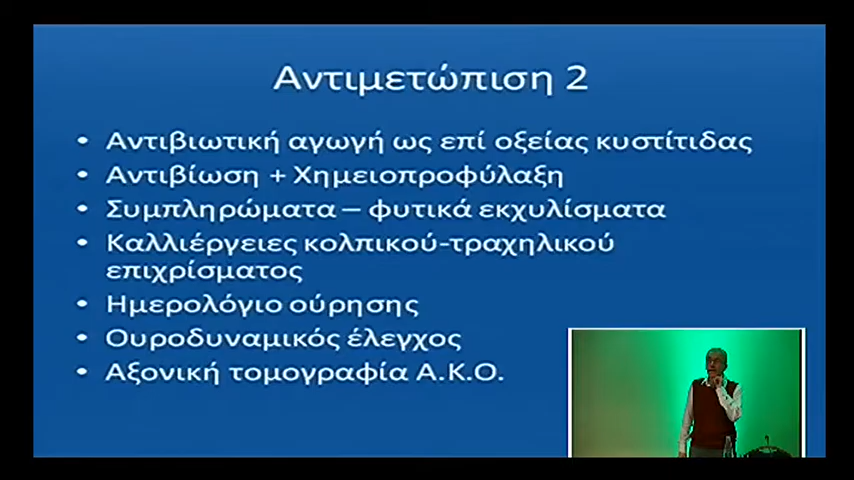 Αντιμετώπιση 2
• Αντιβιωτική αγωγή ως επί οξείας κυστίτιδας
• Αντιβίωση + Χημειοπροφύλαξη
• Συμπληρώματα – φυτικά εκχυλίσματα
• Καλλιέργειες κολπικού-τραχηλικού
επιχρίσματος
• Ημερολόγιο ούρησης
• Ουροδυναμικός έλεγχος
• Αξονική τομογραφία Α.Κ.Ο.